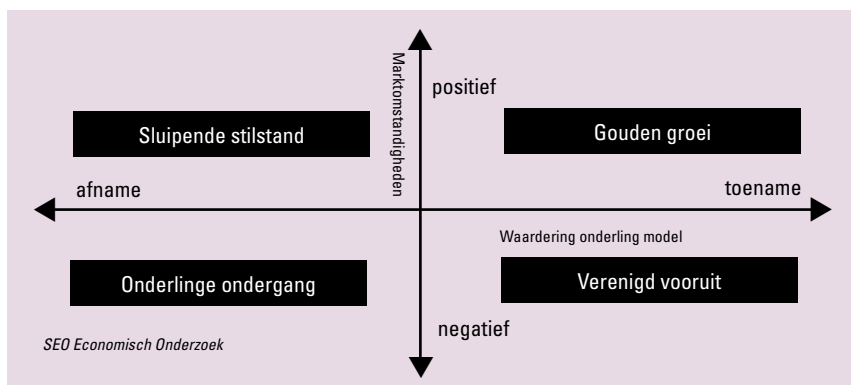 Marktomstandigheden
positief
Sluipende stilstand
Gouden groei
afname
toename
Waardering onderling model
Onderlinge ondergang
Verenigd vooruit
negatief
SEO Economisch Onderzoek